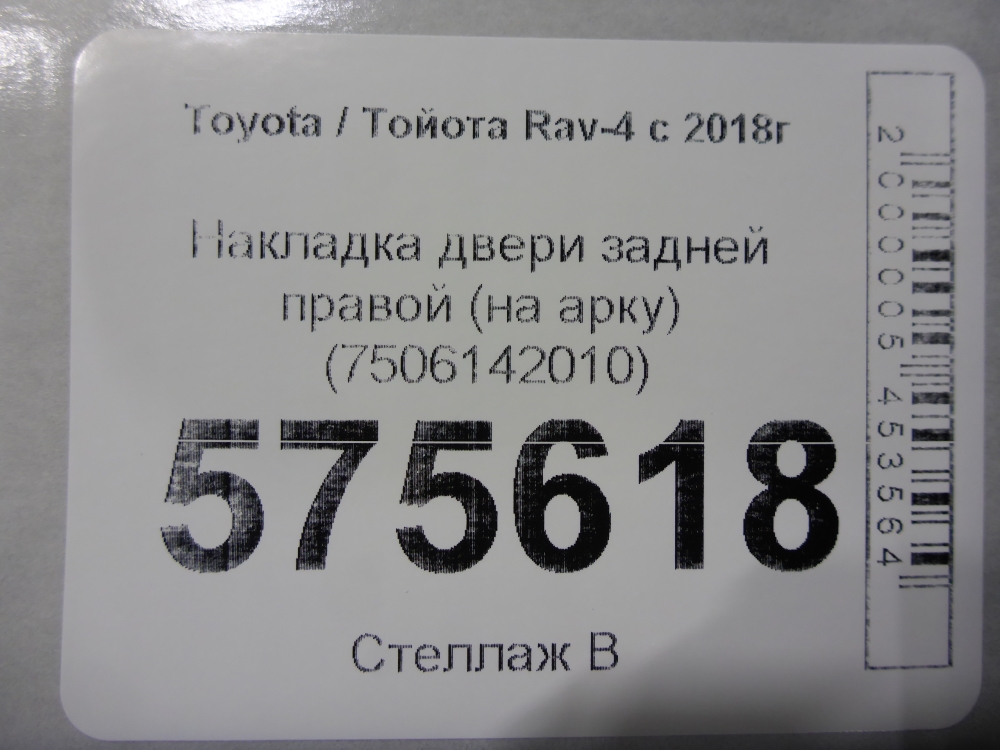 Toyota / Тойота Rav-4 с 2018г
Накладка двери задней
правой (на арку)
(7506142010)
575618
Стеллаж В
2000005453564